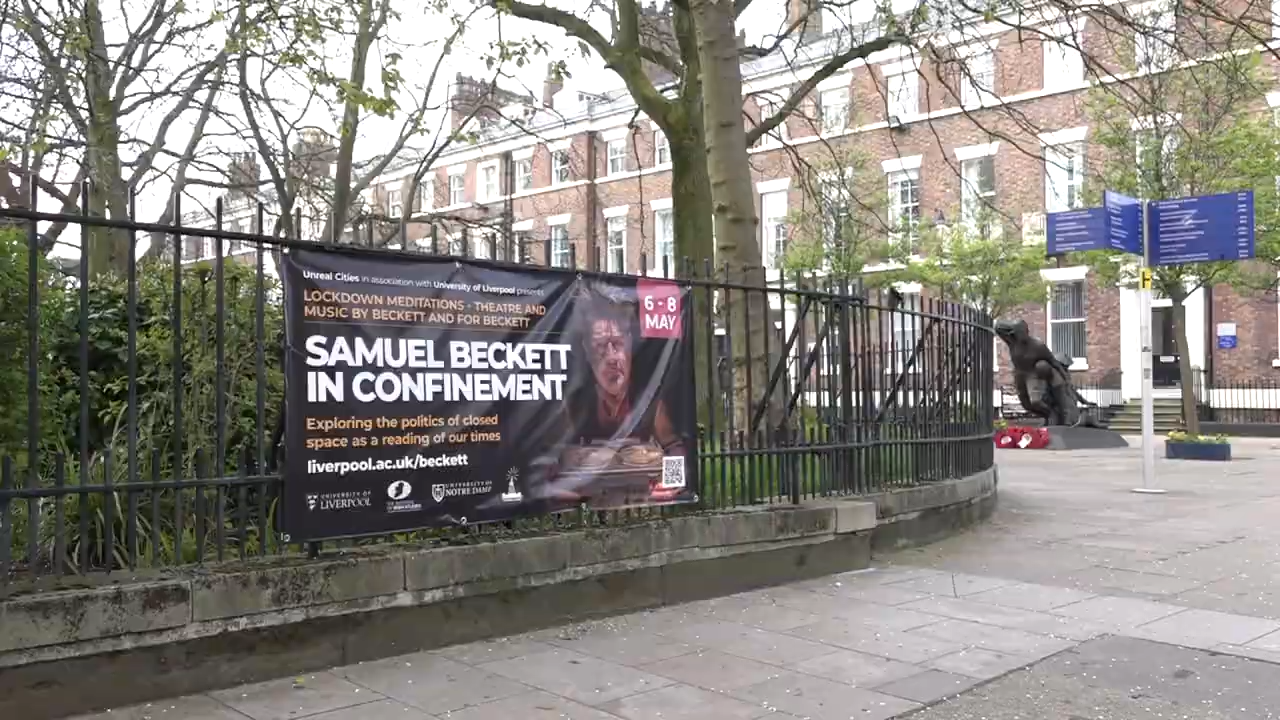 Unreal Cities in association with University of Liverpool presents
LOCKDOWN MEDITATIONS - THEATRE AND
MUSIC BY BECKETT AND FOR BECKETT
6 - 8
MAY
SAMUEL BECKETT
IN CONFINEMENT
Exploring the politics of closed
space as a reading of our times
liverpool.ac.uk/beckett
UNIVERSITY OF
LIVERPOOL
UNIVERSITY OF
NOTRE DAME